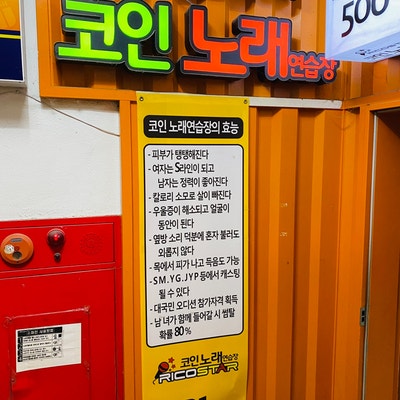 500
코인 노래연습장
코인 노래연습장의 효능
- 피부가 탱탱해진다
- 여자는 S라인이 되고
남자는 정력이 좋아진다
- 칼로리 소모로 살이 빠진다
- 우울증이 해소되고 얼굴이
동안이 된다
- 옆방 소리 덕분에 혼자 불러도
외롭지 않다
- 목에서 피가 나고 득음도 가능
- SM.YG.JYP 등에서 캐스팅
될 수 있다
- 대국민 오디션 참가자격 획득
- 남 녀가 함께 들어갈 시 썸탈
확률 80%
코인 노래연습장
RICOSTAR